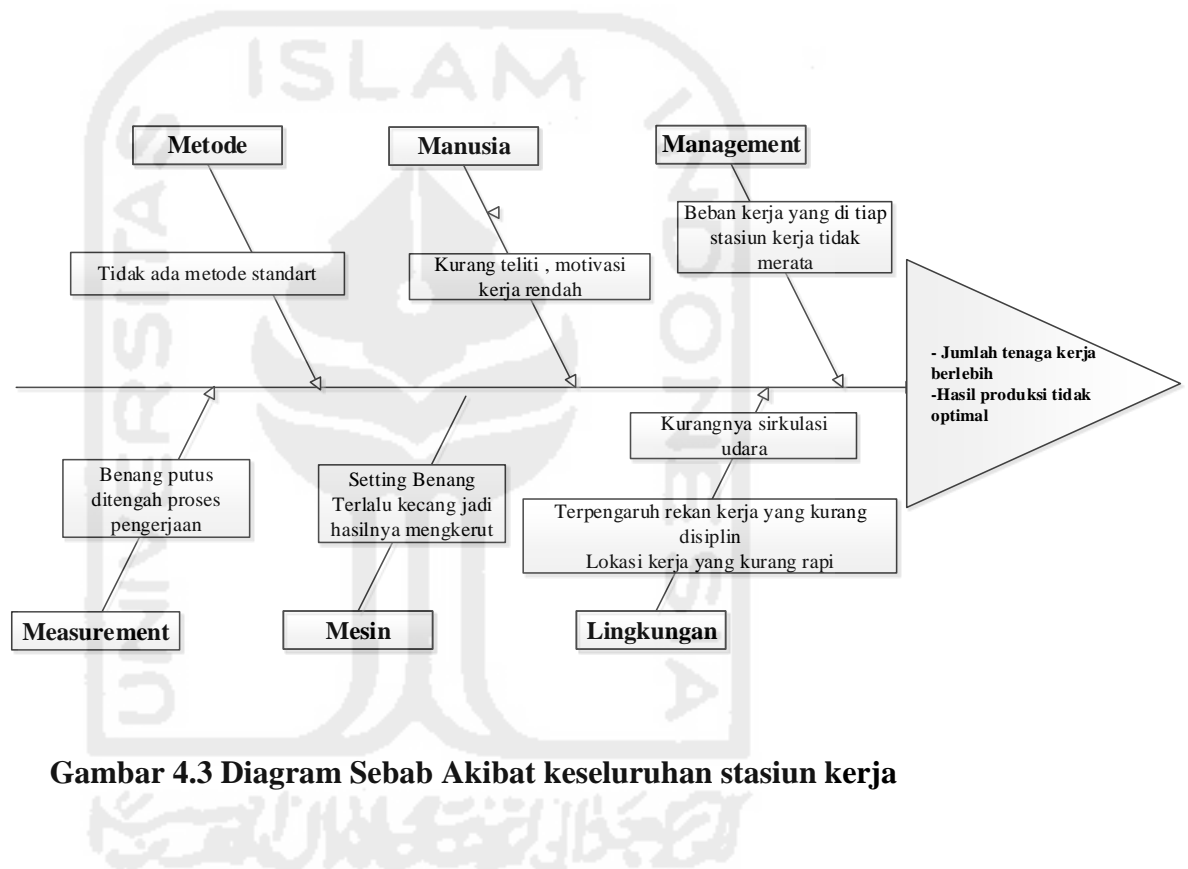 ISLAM
UNIVERSITAS
INDONESIA
Metode
Manusia
Management
Tidak ada metode standart
Kurang teliti , motivasi
kerja rendah
Beban kerja yang di tiap
stasiun kerja tidak
merata
- Jumlah tenaga kerja
berlebih
-Hasil produksi tidak
optimal
Benang putus
ditengah proses
pengerjaan
Setting Benang
Terlalu kecang jadi
hasilnya mengkerut
Kurangnya sirkulasi
udara
Terpengaruh rekan kerja yang kurang
disiplin
Lokasi kerja yang kurang rapi
Measurement
Mesin
Lingkungan
Gambar 4.3 Diagram Sebab Akibat keseluruhan stasiun kerja